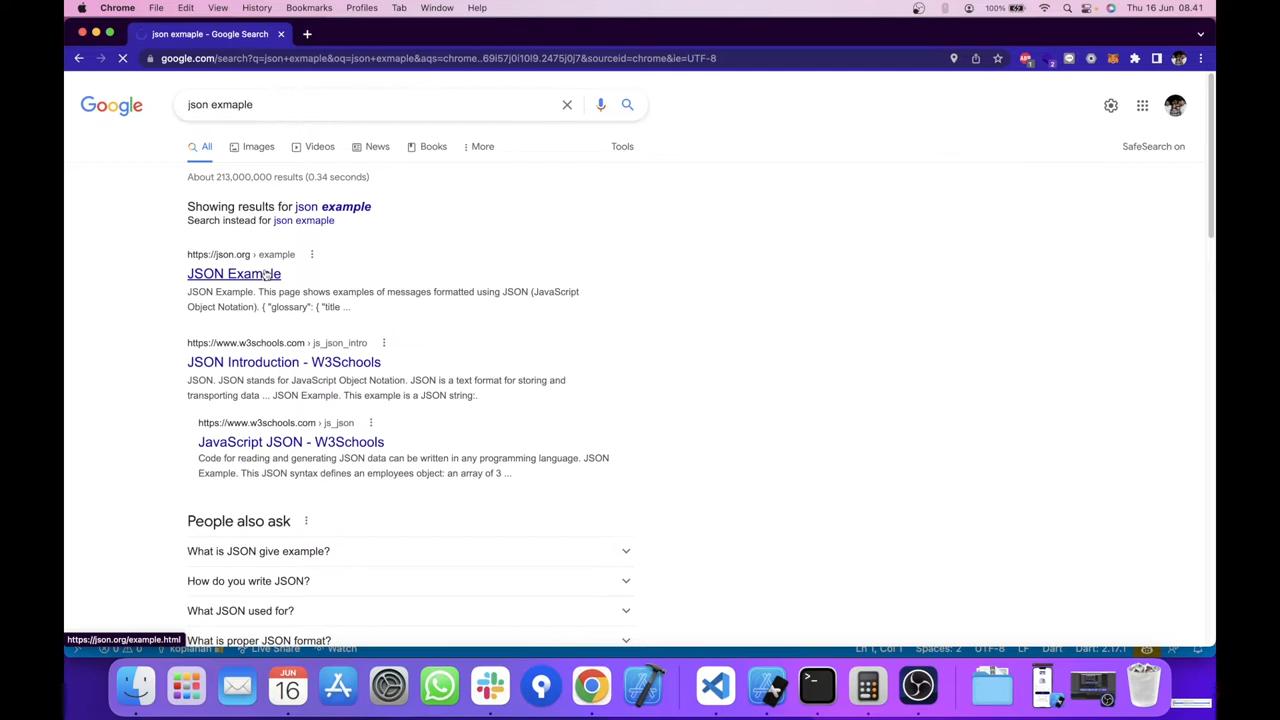 Chrome File Edit View History Bookmarks Profiles Tab Window Help 100% Thu 16 Jun 08.41
json exmaple - Google Search
google.com/search?q=json+exmaple&oq=json+exmaple&aqs=chrome..69i57j0i10l9.2475j0j7&sourceid=chrome&ie=UTF-8
Google json exmaple
All Images Videos News Books More Tools SafeSearch on
About 213,000,000 results (0.34 seconds)
Showing results for json example
Search instead for json exmaple
https://json.org › example
JSON Example
JSON Example. This page shows examples of messages formatted using JSON (JavaScript
Object Notation). { "glossary": { "title ...
https://www.w3schools.com › js_json_intro
JSON Introduction - W3Schools
JSON. JSON stands for JavaScript Object Notation. JSON is a text format for storing and
transporting data ... JSON Example. This example is a JSON string:.
https://www.w3schools.com › js_json
JavaScript JSON - W3Schools
Code for reading and generating JSON data can be written in any programming language. JSON
Example. This JSON syntax defines an employees object: an array of 3 ...
People also ask
What is JSON give example?
How do you write JSON?
What JSON used for?
What is proper JSON format?
https://json.org/example.html
Live Share Watch Ln 1, Col 1 Spaces: 2 UTF-8 LF Dart Dart: 2.17.1
JUN
16